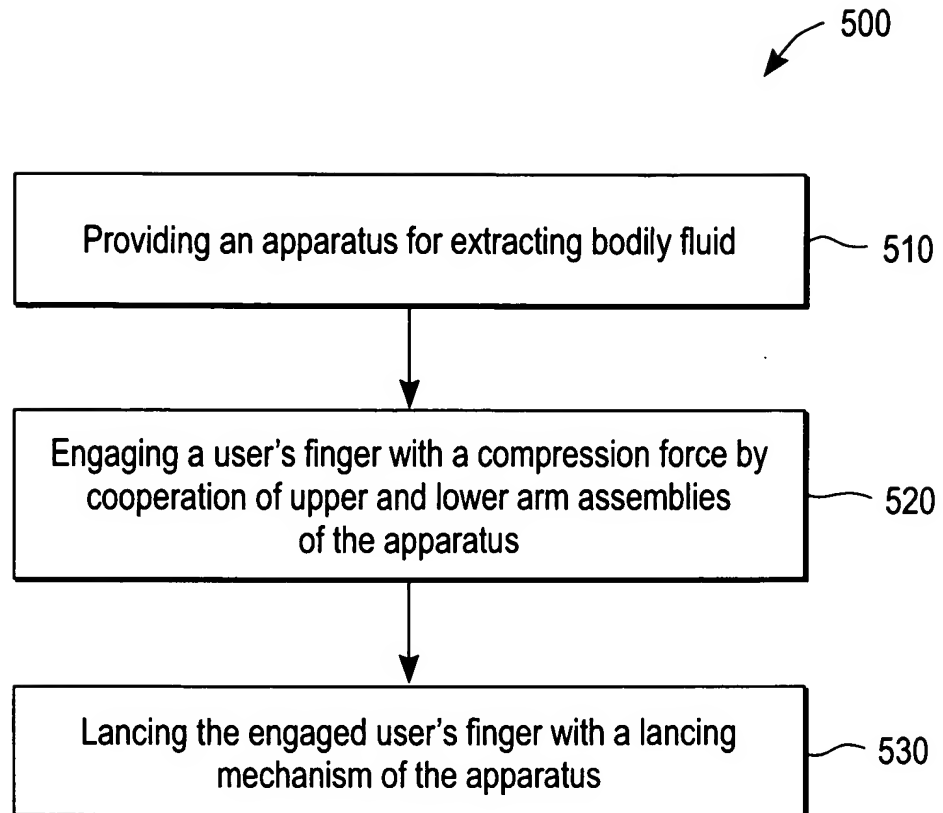 500
Providing an apparatus for extracting bodily fluid
510
Engaging a user's finger with a compression force by
cooperation of upper and lower arm assemblies
of the apparatus
520
Lancing the engaged user's finger with a lancing
mechanism of the apparatus
530